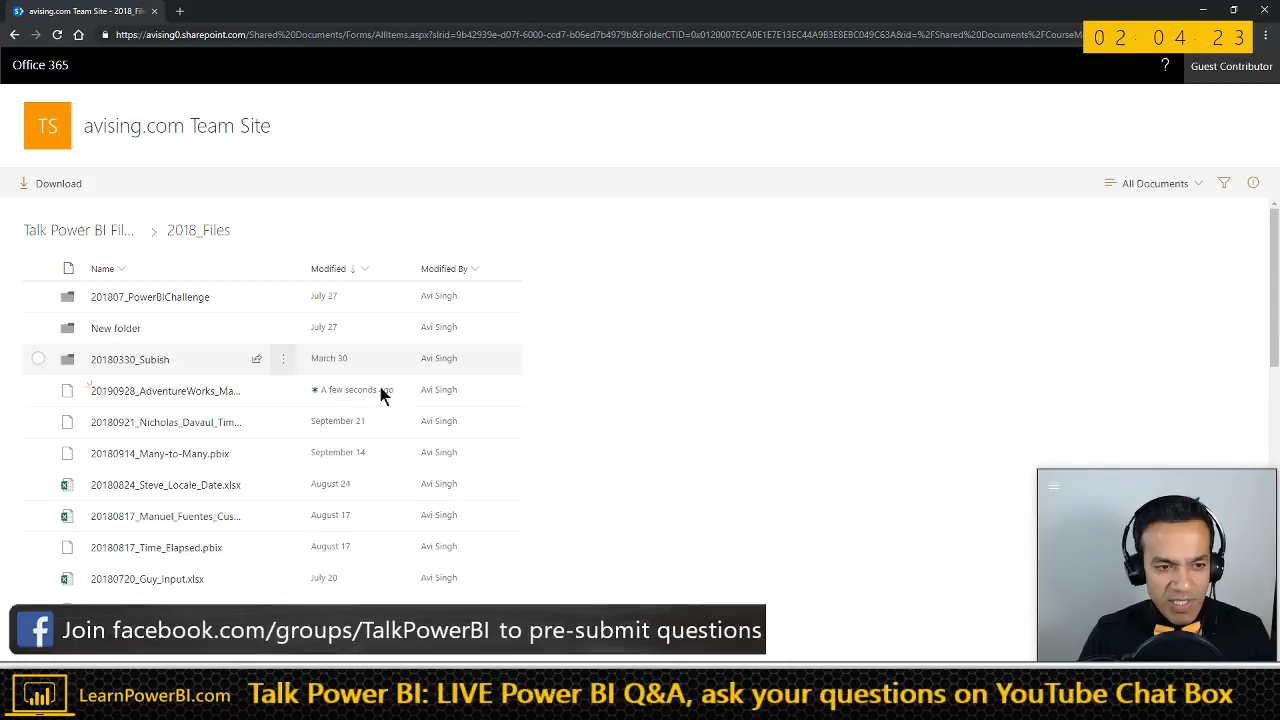 avising.com Team Site - 2018_File
https://avising0.sharepoint.com/Shared%20Documents/Forms/AllItems.aspx?slrid=9b42939e-d07f-6000-ccd7-b06ed7b4979b&FolderCTID=0x0120007ECA0E1E7E13EC44A9B3E8EBC049C63A&id=%2FShared%20Documents%2FCourseMa
02:04:23
Office 365
?
Guest Contributor
TS
avising.com Team Site
Download
All Documents
Talk Power BI Fil... > 2018_Files
Name Modified Modified By
201807_PowerBIChallenge July 27 Avi Singh
New folder July 27 Avi Singh
20180330_Subish March 30 Avi Singh
20190928_AdventureWorks_Ma... A few seconds ago Avi Singh
20180921_Nicholas_Davaul_Tim... September 21 Avi Singh
20180914_Many-to-Many.pbix September 14 Avi Singh
20180824_Steve_Locale_Date.xlsx August 24 Avi Singh
20180817_Manuel_Fuentes_Cus... August 17 Avi Singh
20180817_Time_Elapsed.pbix August 17 Avi Singh
20180720_Guy_Input.xlsx July 20 Avi Singh
Join facebook.com/groups/TalkPowerBI to pre-submit questions
LearnPowerBI.com
Talk Power BI: LIVE Power BI Q&A, ask your questions on YouTube Chat Box